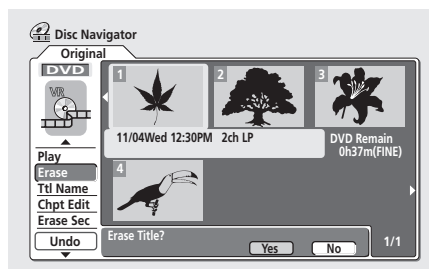 Disc Navigator
Original
DVD
VR
1
2
3
11/04Wed 12:30PM 2ch LP
DVD Remain
0h37m(FINE)
4
Play
Erase
Ttl Name
Chpt Edit
Erase Sec
Undo
Erase Title?
Yes
No
1/1